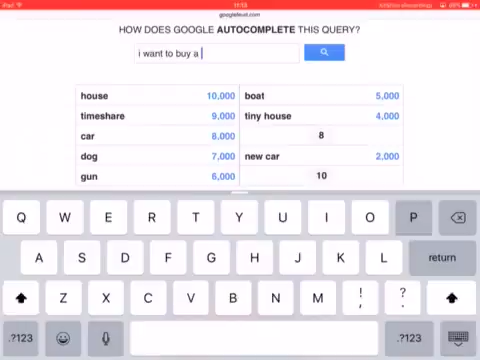 iPad 11:13
googlefeud.com
HOW DOES GOOGLE AUTOCOMPLETE THIS QUERY?
i want to buy a
house 10,000 boat 5,000
timeshare 9,000 tiny house 4,000
car 8,000 8
dog 7,000 new car 2,000
gun 6,000 10
Q W E R T Y U I O P
A S D F G H J K L return
Z X C V B N M ! , ? .
.?123 .?123